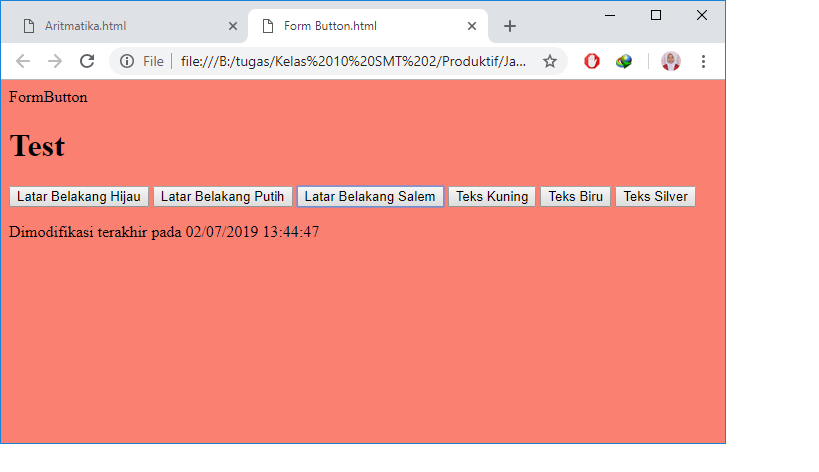 Aritmatika.html
Form Button.html
File
file:///B:/tugas/Kelas%2010%20SMT%202/Produktif/Ja...
FormButton
Test
Latar Belakang Hijau Latar Belakang Putih Latar Belakang Salem Teks Kuning Teks Biru Teks Silver
Dimodifikasi terakhir pada 02/07/2019 13:44:47